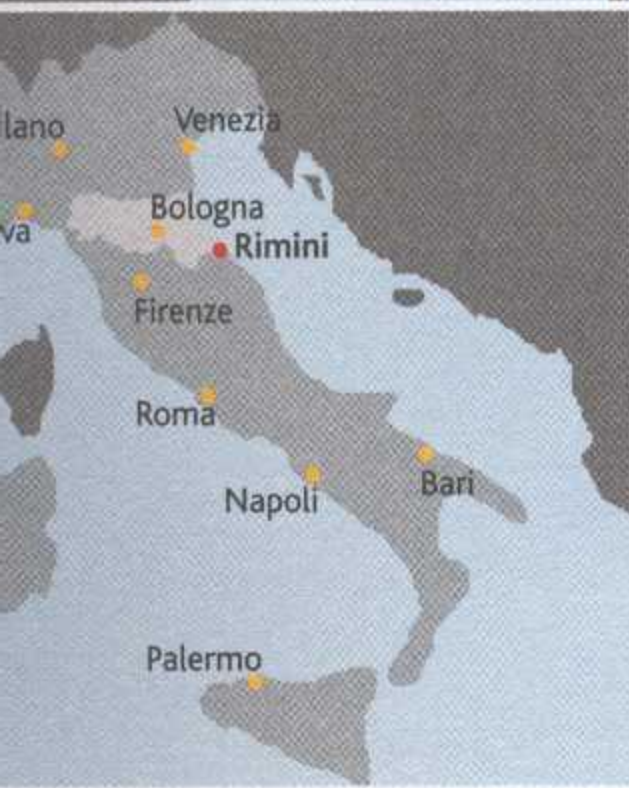 Venezia
lano
Bologna
va
Rimini
Firenze
Roma
Bari
Napoli
Palermo